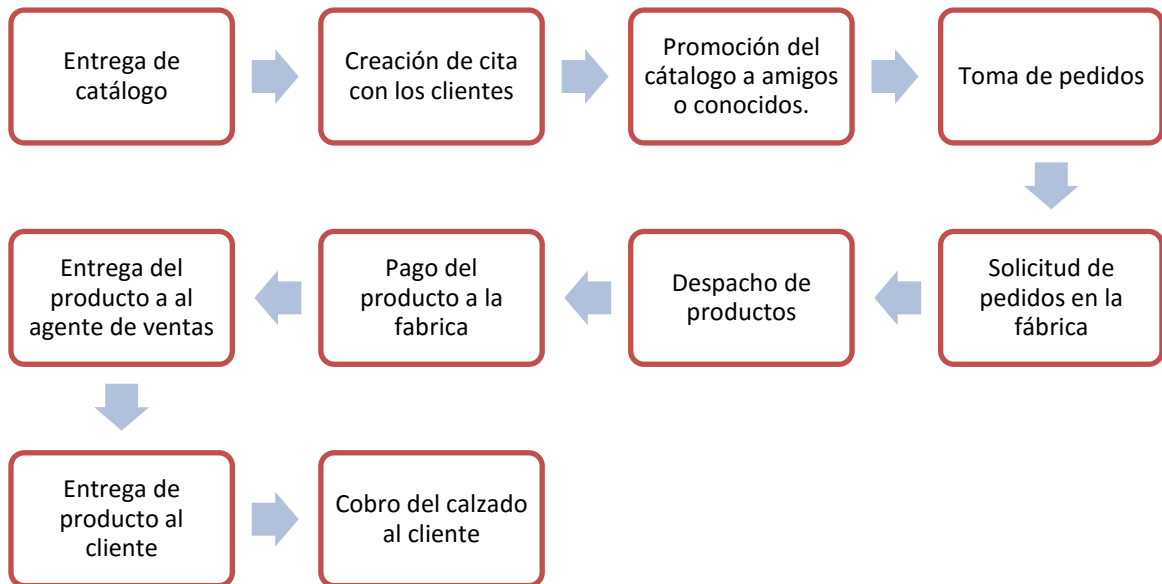 Entrega de
catálogo
Creación de cita
con los clientes
Promoción del
cátalogo a amigos
o conocidos.
Toma de pedidos
Solicitud de
pedidos en la
fábrica
Despacho de
productos
Pago del
producto a la
fabrica
Entrega del
producto a al
agente de ventas
Entrega de
producto al
cliente
Cobro del calzado
al cliente